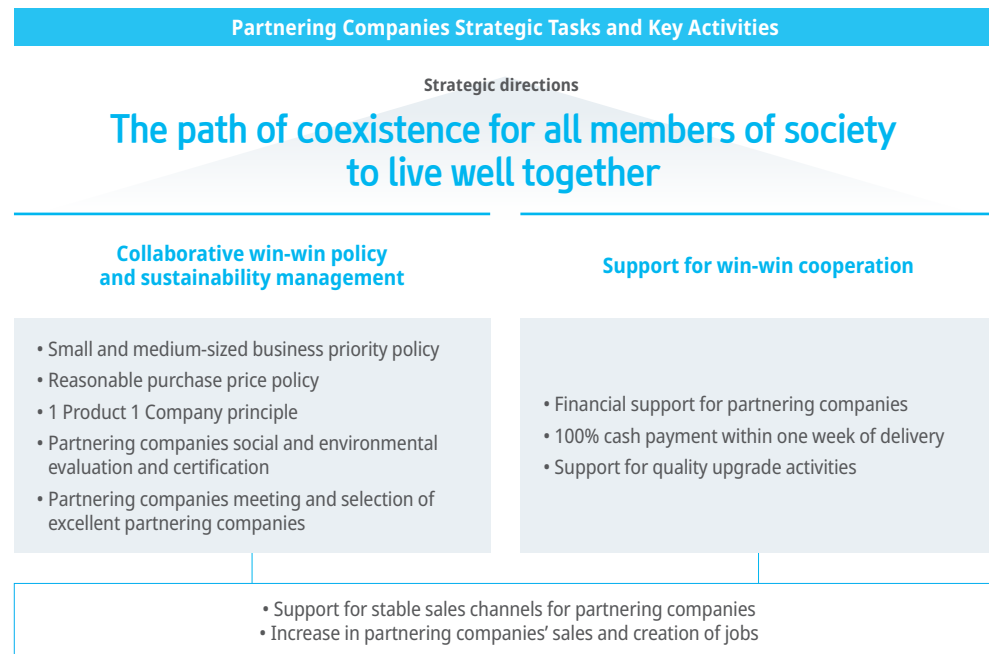 Partnering Companies Strategic Tasks and Key Activities
Strategic directions
The path of coexistence for all members of society
to live well together
Collaborative win-win policy
and sustainability management
• Small and medium-sized business priority policy
• Reasonable purchase price policy
• 1 Product 1 Company principle
• Partnering companies social and environmental
evaluation and certification
• Partnering companies meeting and selection of
excellent partnering companies
Support for win-win cooperation
• Financial support for partnering companies
• 100% cash payment within one week of delivery
• Support for quality upgrade activities
• Support for stable sales channels for partnering companies
• Increase in partnering companies’ sales and creation of jobs